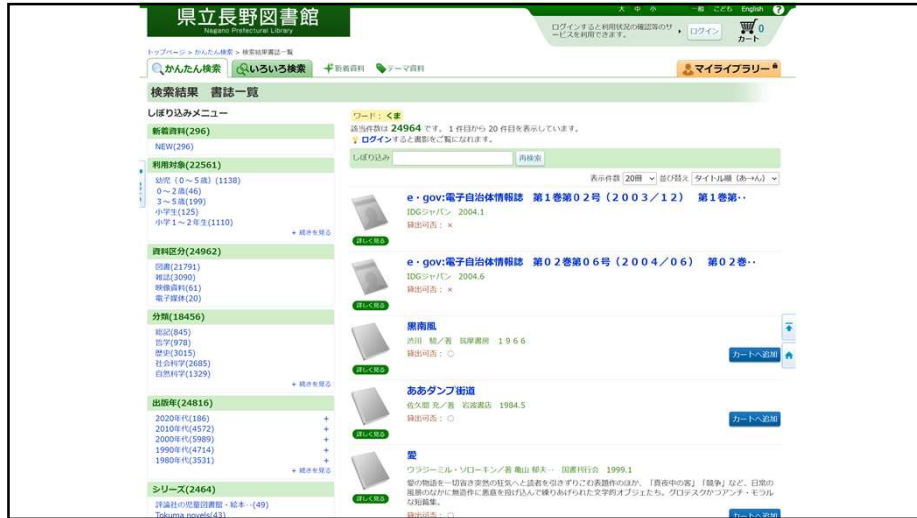 県立長野図書館
Nagano Prefectural Library
大 中 小 一般 こども English ?
ログインすると利用状況の確認等のサービスを利用できます。
ログイン
0
カート
トップページ > かんたん検索 > 検索結果書誌一覧
かんたん検索 いろいろ検索 新着資料 テーマ資料 マイライブラリー
検索結果 書誌一覧
しぼり込みメニュー
新着資料(296)
NEW(296)
利用対象(22561)
幼児（0～5歳）(1138)
0～2歳(46)
3～5歳(199)
小学生(125)
小学1～2年生(1110)
+ 続きを見る
資料区分(24962)
図書(21791)
雑誌(3090)
映像資料(61)
電子媒体(20)
分類(18456)
総記(845)
哲学(978)
歴史(3015)
社会科学(2685)
自然科学(1329)
+ 続きを見る
出版年(24816)
2020年代(186) +
2010年代(4572) +
2000年代(5989) +
1990年代(4714) +
1980年代(3531) +
+ 続きを見る
シリーズ(2464)
評論社の児童図書館・絵本‥(49)
Tokuma novels(43)
ワード： くま
該当件数は 24964 です。 1 件目から 20 件目を表示しています。
ログインすると書影をご覧になれます。
しぼり込み 再検索
表示件数 20冊 並び替え タイトル順（あ→ん）
e・gov:電子自治体情報誌 第１巻第０２号（２００３／１２） 第１巻第‥
IDGジャパン 2004.1
貸出可否： ×
詳しく見る
e・gov:電子自治体情報誌 第０２巻第０６号（２００４／０６） 第０２巻‥
IDGジャパン 2004.6
貸出可否： ×
詳しく見る
黒南風
渋川 驍／著 筑摩書房 １９６６
貸出可否： ○
カートへ追加
詳しく見る
ああダンプ街道
佐久間 充／著 岩波書店 1984.5
貸出可否： ○
カートへ追加
詳しく見る
愛
ウラジーミル・ソローキン／著 亀山 郁夫‥ 国書刊行会 1999.1
愛の物語を一切省き突然の狂気へと読者を引きずりこむ表題作のほか、「真夜中の客」「競争」など、日常の
風景のなかに無造作に悪意を投げ込んで練りあげられた文学的オブジェたち。グロテスクかつアンチ・モラル
な短篇集。
貸出可否： ○
カートへ追加